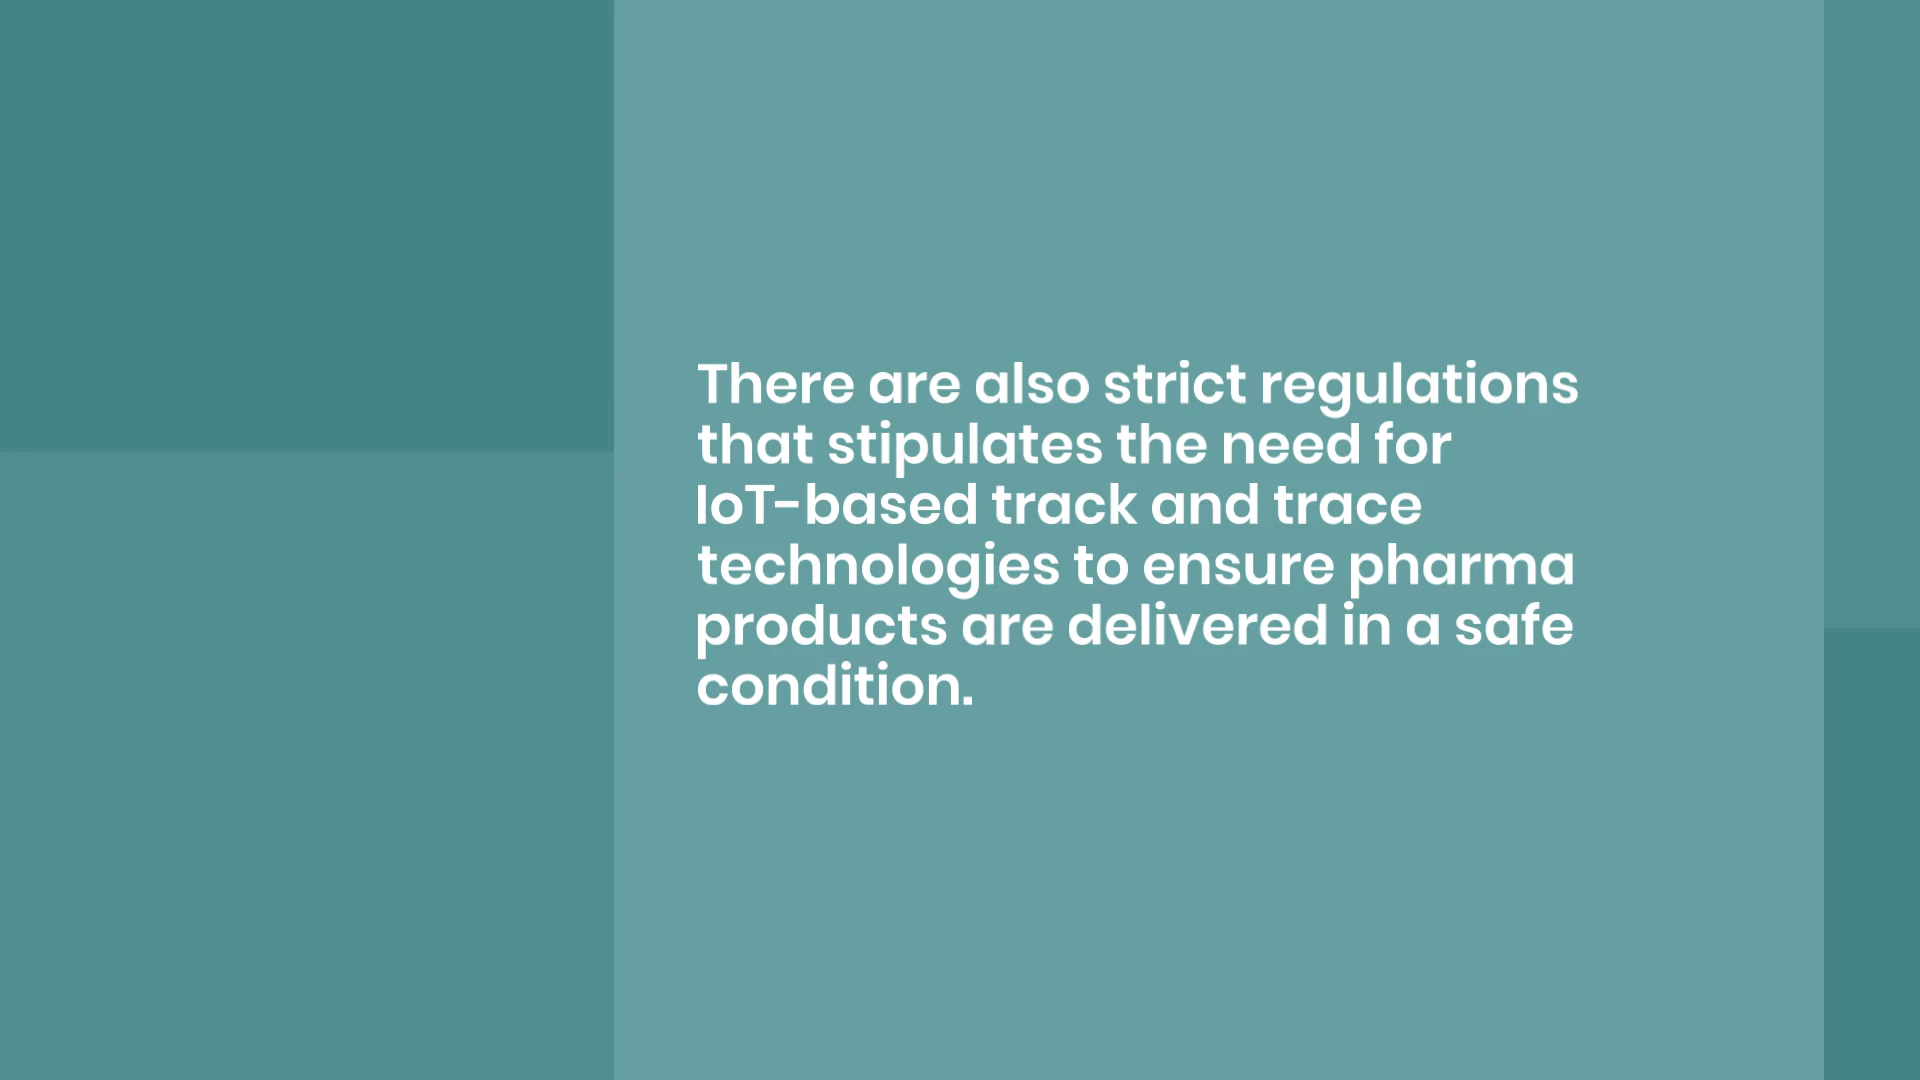 There are also strict regulations
that stipulates the need for
IoT-based track and trace
technologies to ensure pharma
products are delivered in a safe
condition.